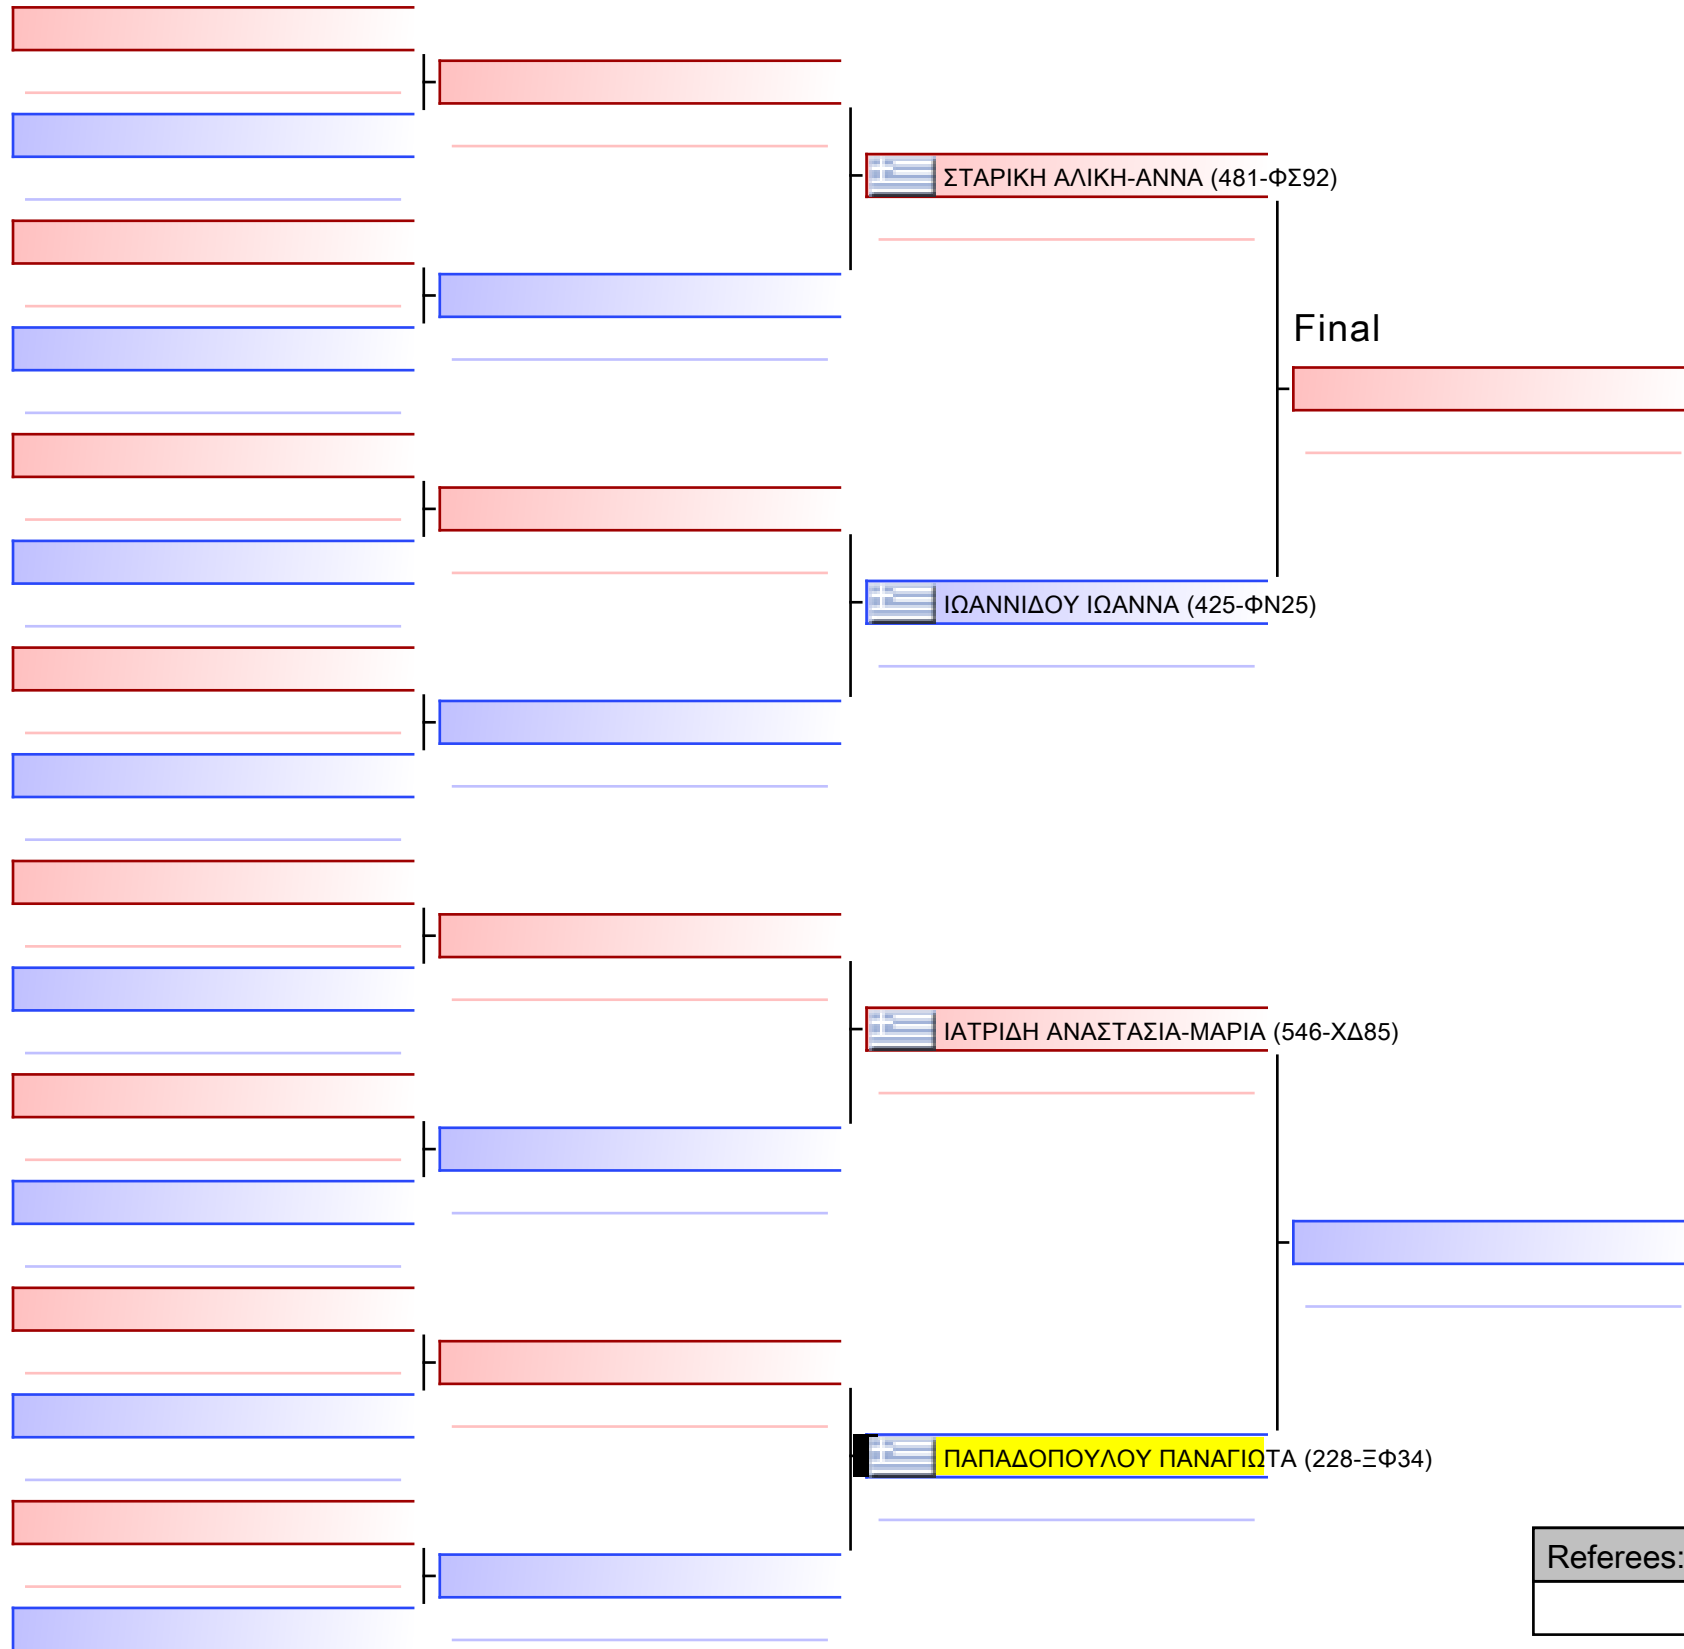 ΣΤΑΡΙΚΗ ΑΛΙΚΗ-ΑΝΝΑ (481-ΦΣ92)
Final
ΙΩΑΝΝΙΔΟΥ ΙΩΑΝΝΑ (425-ΦΝ25)
ΙΑΤΡΙΔΗ ΑΝΑΣΤΑΣΙΑ-ΜΑΡΙΑ (546-ΧΔ85)
ΠΑΠΑΔΟΠΟΥΛΟΥ ΠΑΝΑΓΙΩΤΑ (228-ΞΦ34)
Referees: